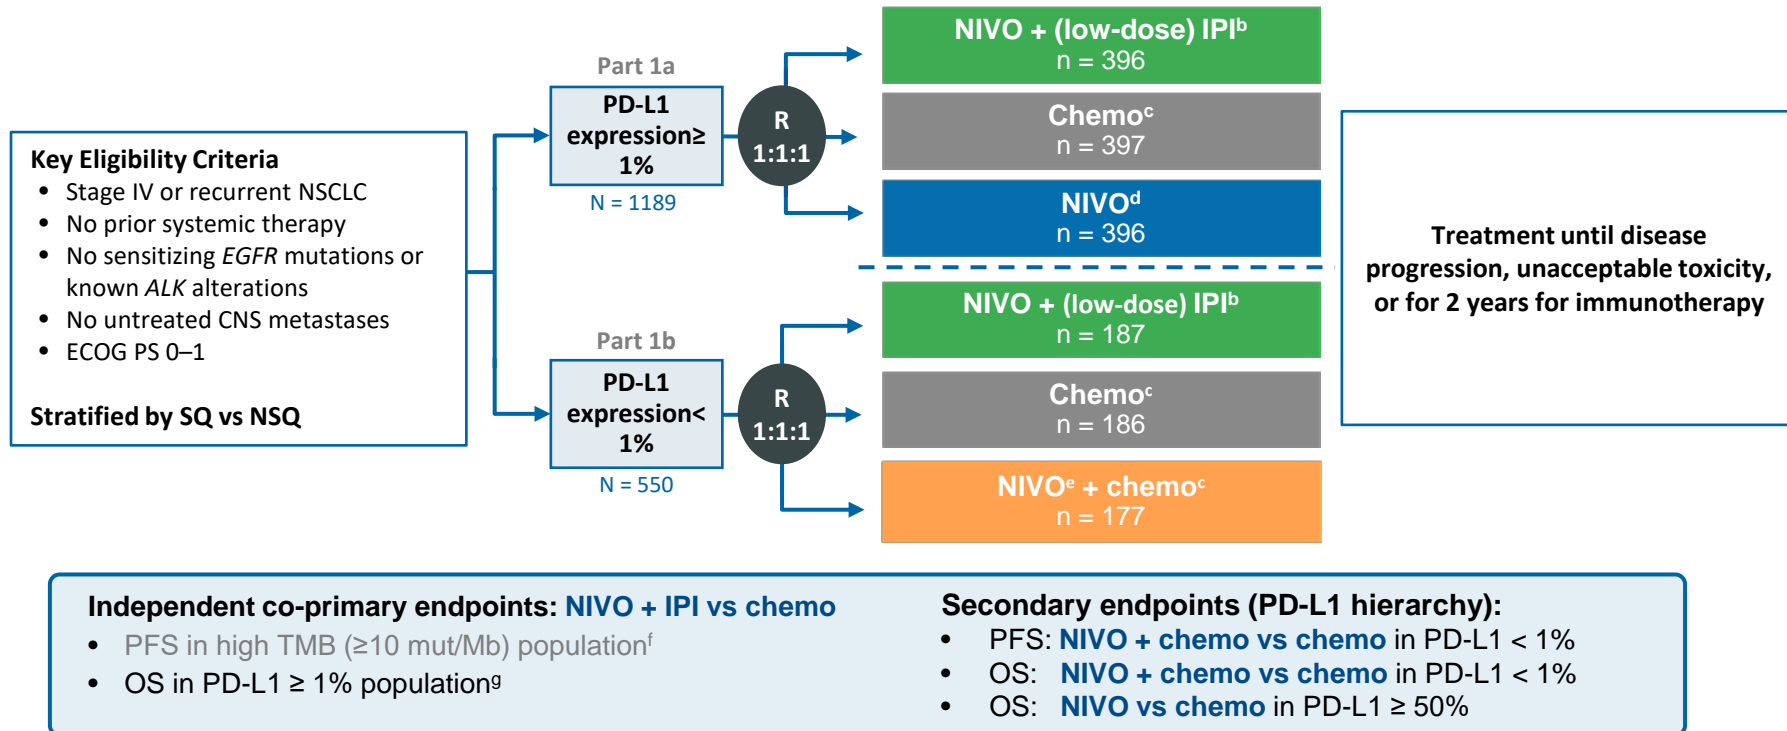 Key Eligibility Criteria
• Stage IV or recurrent NSCLC
• No prior systemic therapy
• No sensitizing EGFR mutations or
known ALK alterations
• No untreated CNS metastases
• ECOG PS 0–1
Stratified by SQ vs NSQ
Part 1a
PD-L1
expression≥
1%
N = 1189
R
1:1:1
NIVO + (low-dose) IPIᵇ
n = 396
Chemoᶜ
n = 397
NIVOᵈ
n = 396
Part 1b
PD-L1
expression<
1%
N = 550
R
1:1:1
NIVO + (low-dose) IPIᵇ
n = 187
Chemoᶜ
n = 186
NIVOᵉ + chemoᶜ
n = 177
Treatment until disease
progression, unacceptable toxicity,
or for 2 years for immunotherapy
Independent co-primary endpoints: NIVO + IPI vs chemo
• PFS in high TMB (≥10 mut/Mb) populationᶠ
• OS in PD-L1 ≥ 1% populationᵍ
Secondary endpoints (PD-L1 hierarchy):
• PFS: NIVO + chemo vs chemo in PD-L1 < 1%
• OS: NIVO + chemo vs chemo in PD-L1 < 1%
• OS: NIVO vs chemo in PD-L1 ≥ 50%